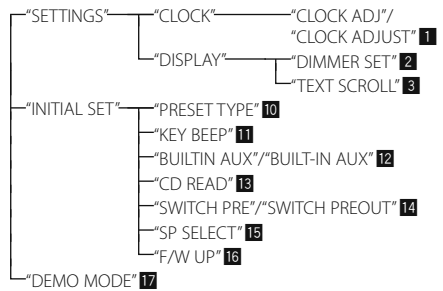 “SETTINGS” “CLOCK” “CLOCK ADJ”/
“CLOCK ADJUST” 1
“DISPLAY” “DIMMER SET” 2
“TEXT SCROLL” 3
“INITIAL SET” “PRESET TYPE” 10
“KEY BEEP” 11
“BUILTIN AUX”/“BUILT-IN AUX” 12
“CD READ” 13
“SWITCH PRE”/“SWITCH PREOUT” 14
“SP SELECT” 15
“F/W UP” 16
“DEMO MODE” 17